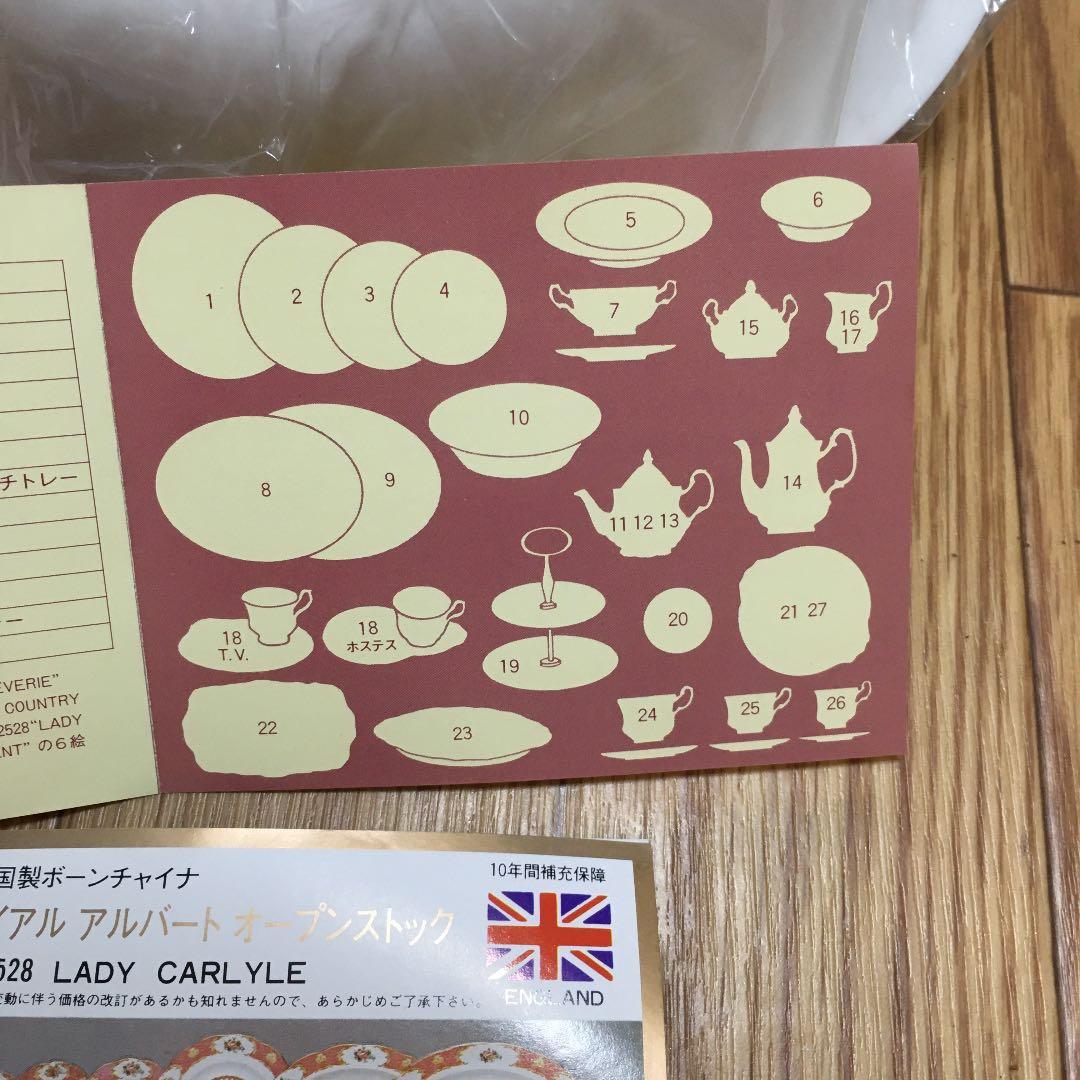 1
2
3
4
5
6
7
15
16
17
8
9
10
11 12 13
14
18
T.V.
18
ホステス
19
20
21 27
22
23
24
25
26
チトレー
ー
EVERIE”
COUNTRY
2528“LADY
ENT” の6絵
国製ボーンチャイナ
イアル アルバート オープンストック
528 LADY CARLYLE
変動に伴う価格の改訂があるかも知れませんので、あらかじめご了承下さい。
10年間補充保障
ENGLAND